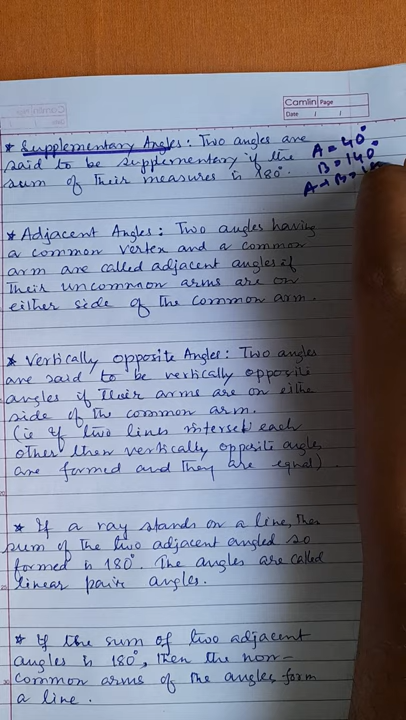 Camlin Page
Date / /
* Supplementary Angles: Two angles are
said to be supplementary if the
sum of their measures is 180°.
A = 40°
B = 140°
A + B = 1
* Adjacent Angles: Two angles having
a common vertex and a common
arm are called adjacent angles if
their uncommon arms are on
either side of the common arm.
* Vertically opposite Angles: Two angles
are said to be vertically opposite
angles if their arms are on eithe
side of the common arm.
(ie if two lines intersect each
other then vertically opposite angles
are formed and they are equal)
* If a ray stands on a line, then
sum of the two adjacent angled so
formed is 180°. The angles are called
linear pair angles.
* If the sum of two adjacent
angles is 180°, then the non-
common arms of the angles form
a line.